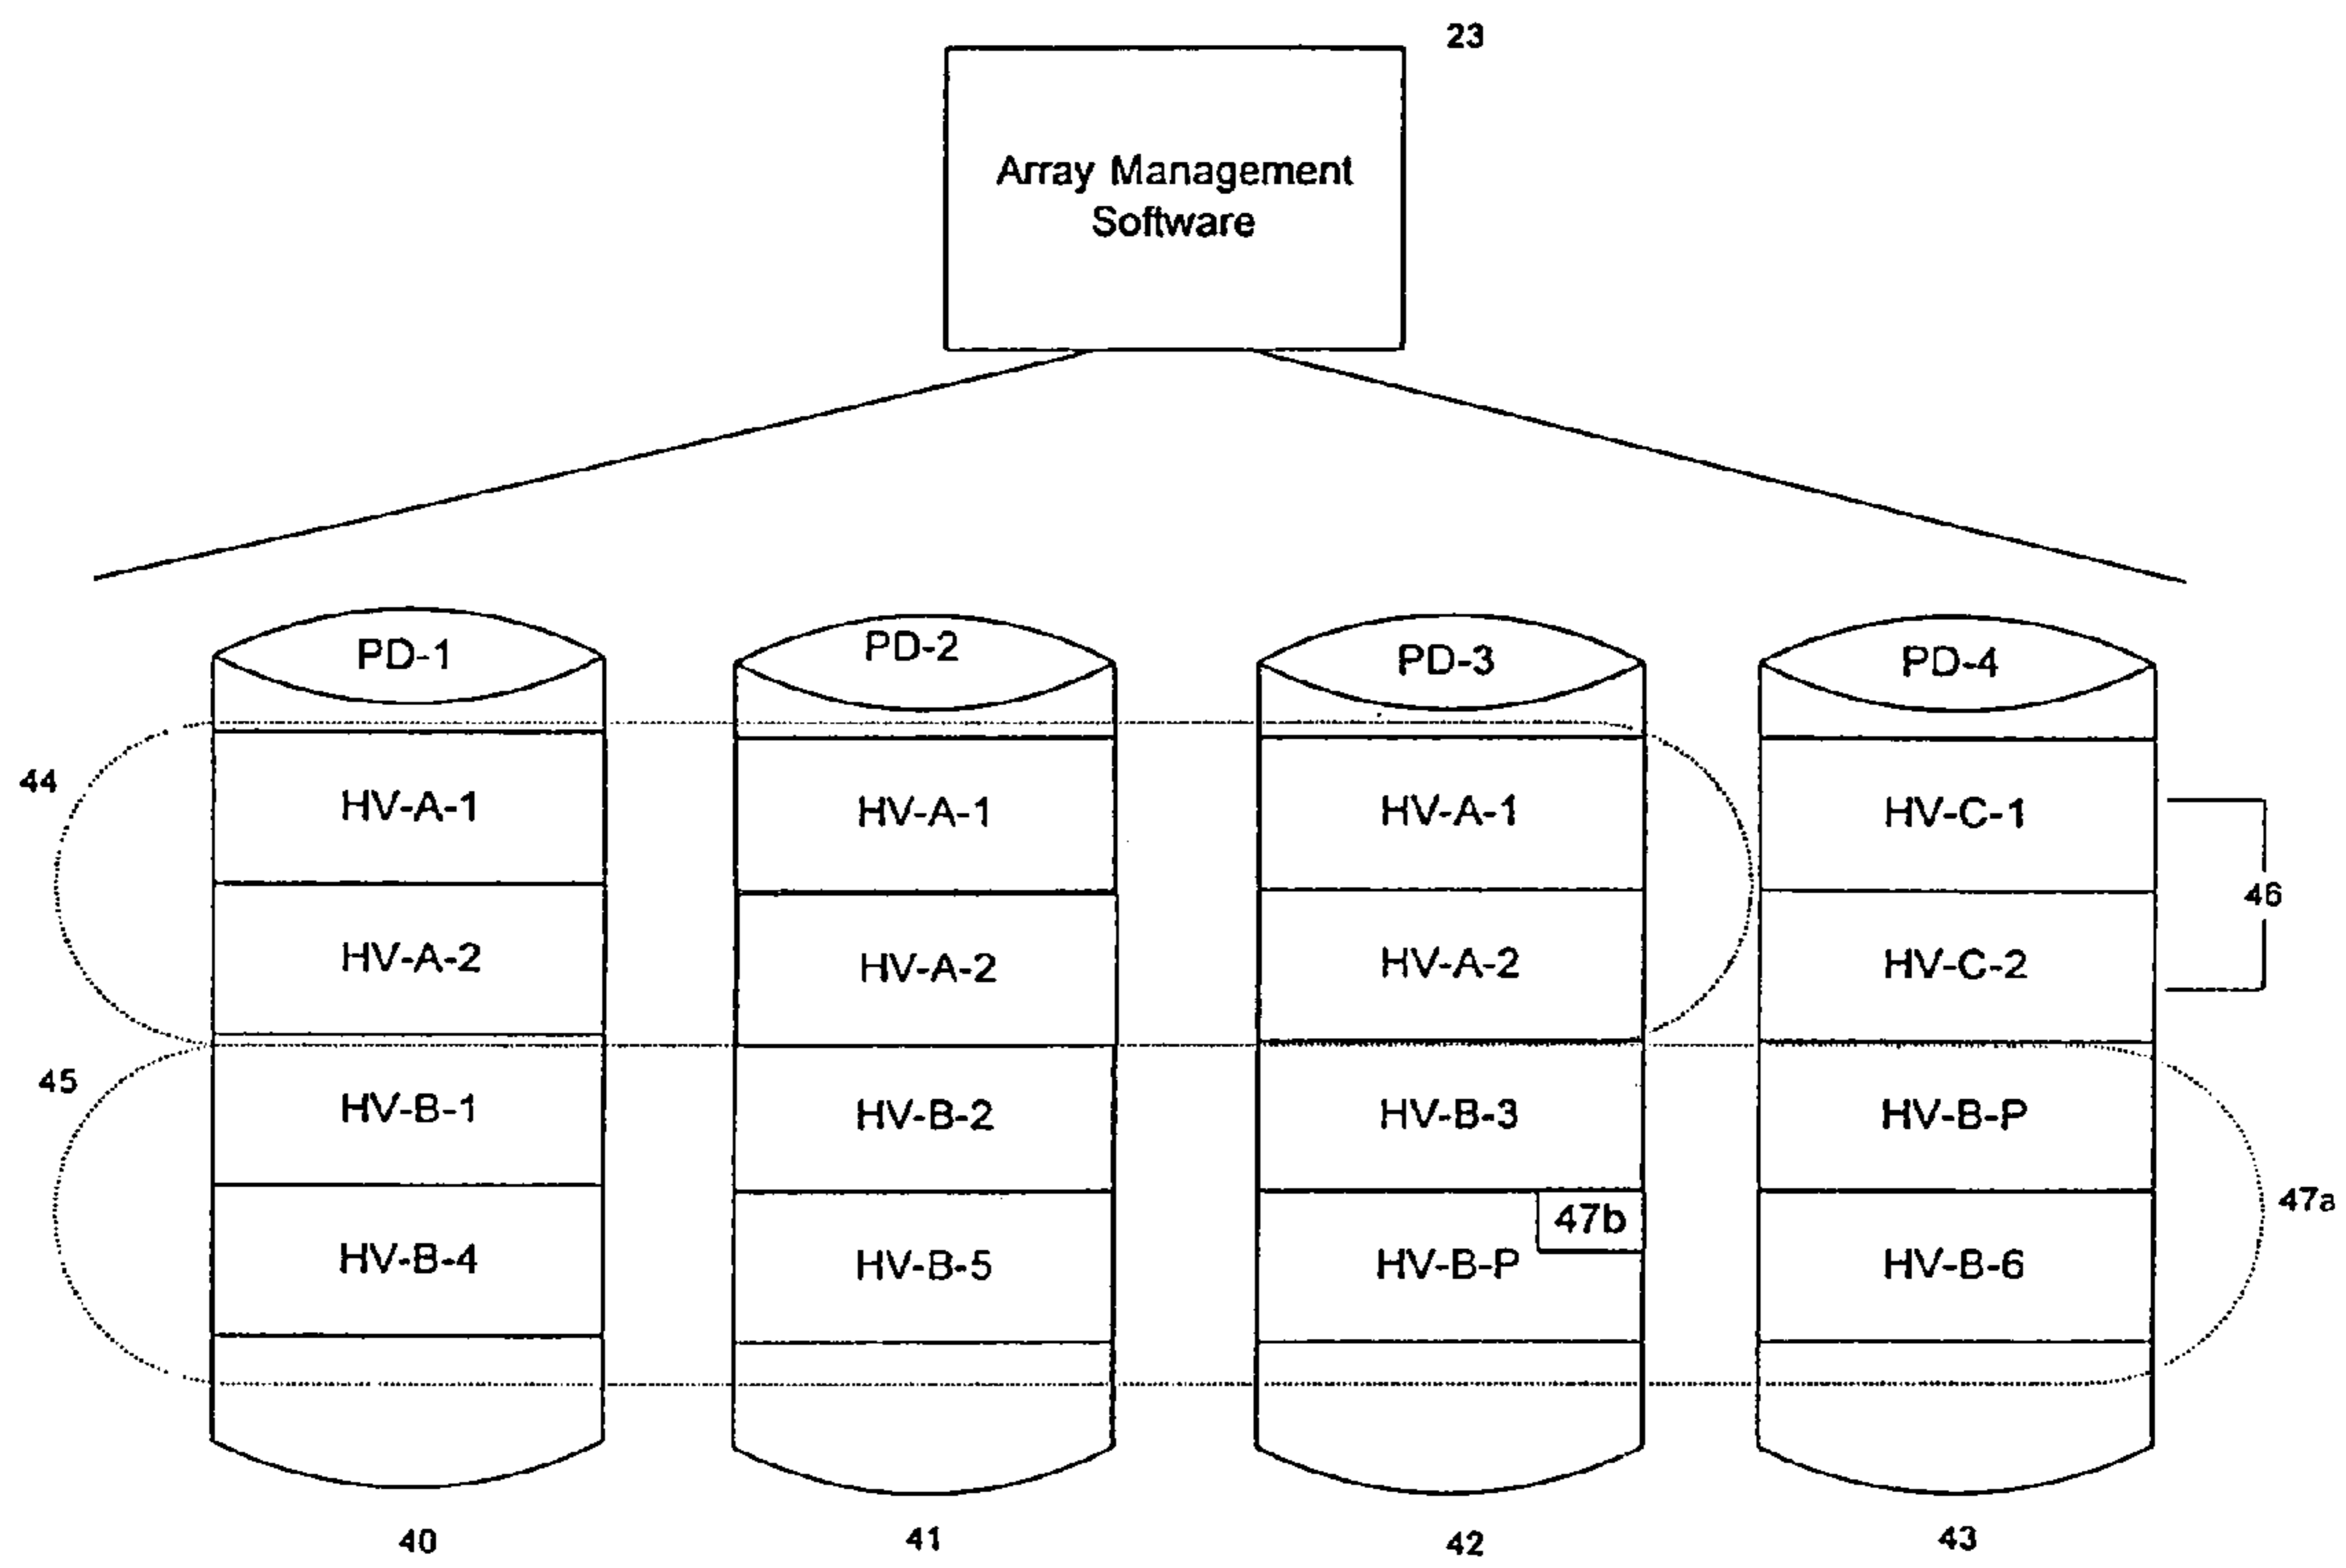 23
Array Management
Software
PD-1
PD-2
PD-3
PD-4
44
HV-A-1
HV-A-1
HV-A-1
HV-C-1
46
HV-A-2
HV-A-2
HV-A-2
HV-C-2
45
HV-B-1
HV-B-2
HV-B-3
HV-B-P
47a
HV-B-4
HV-B-5
47b
HV-B-P
HV-B-6
40
41
42
43